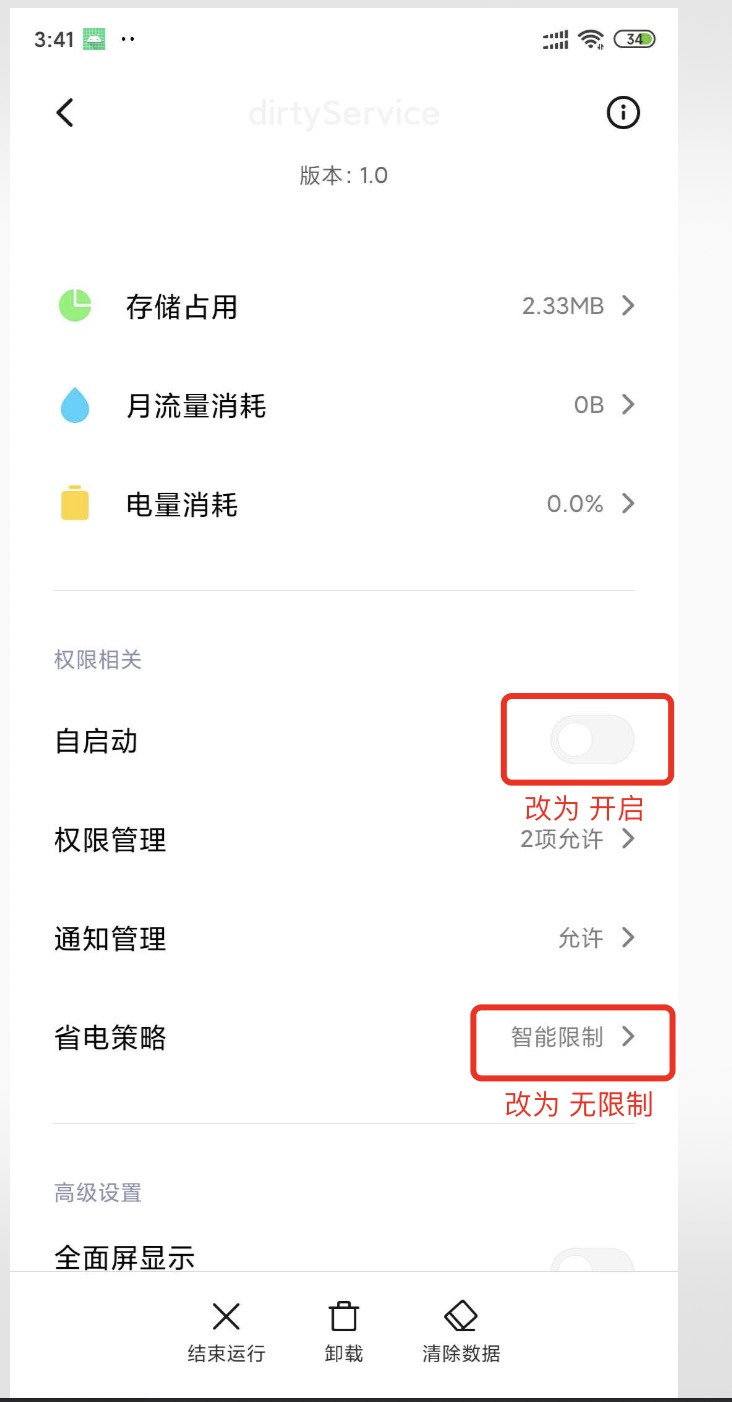 3:41
34
dirtyService
版本：1.0
存储占用 2.33MB
月流量消耗 0B
电量消耗 0.0%
权限相关
自启动
改为 开启
权限管理 2项允许
通知管理 允许
省电策略 智能限制
改为 无限制
高级设置
全面屏显示
结束运行 卸载 清除数据